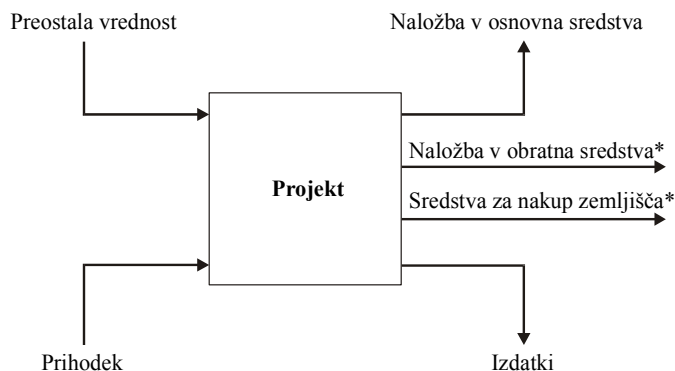 Preostala vrednost
Naložba v osnovna sredstva
Naložba v obratna sredstva*
Projekt
Sredstva za nakup zemljišča*
Prihodek
Izdatki